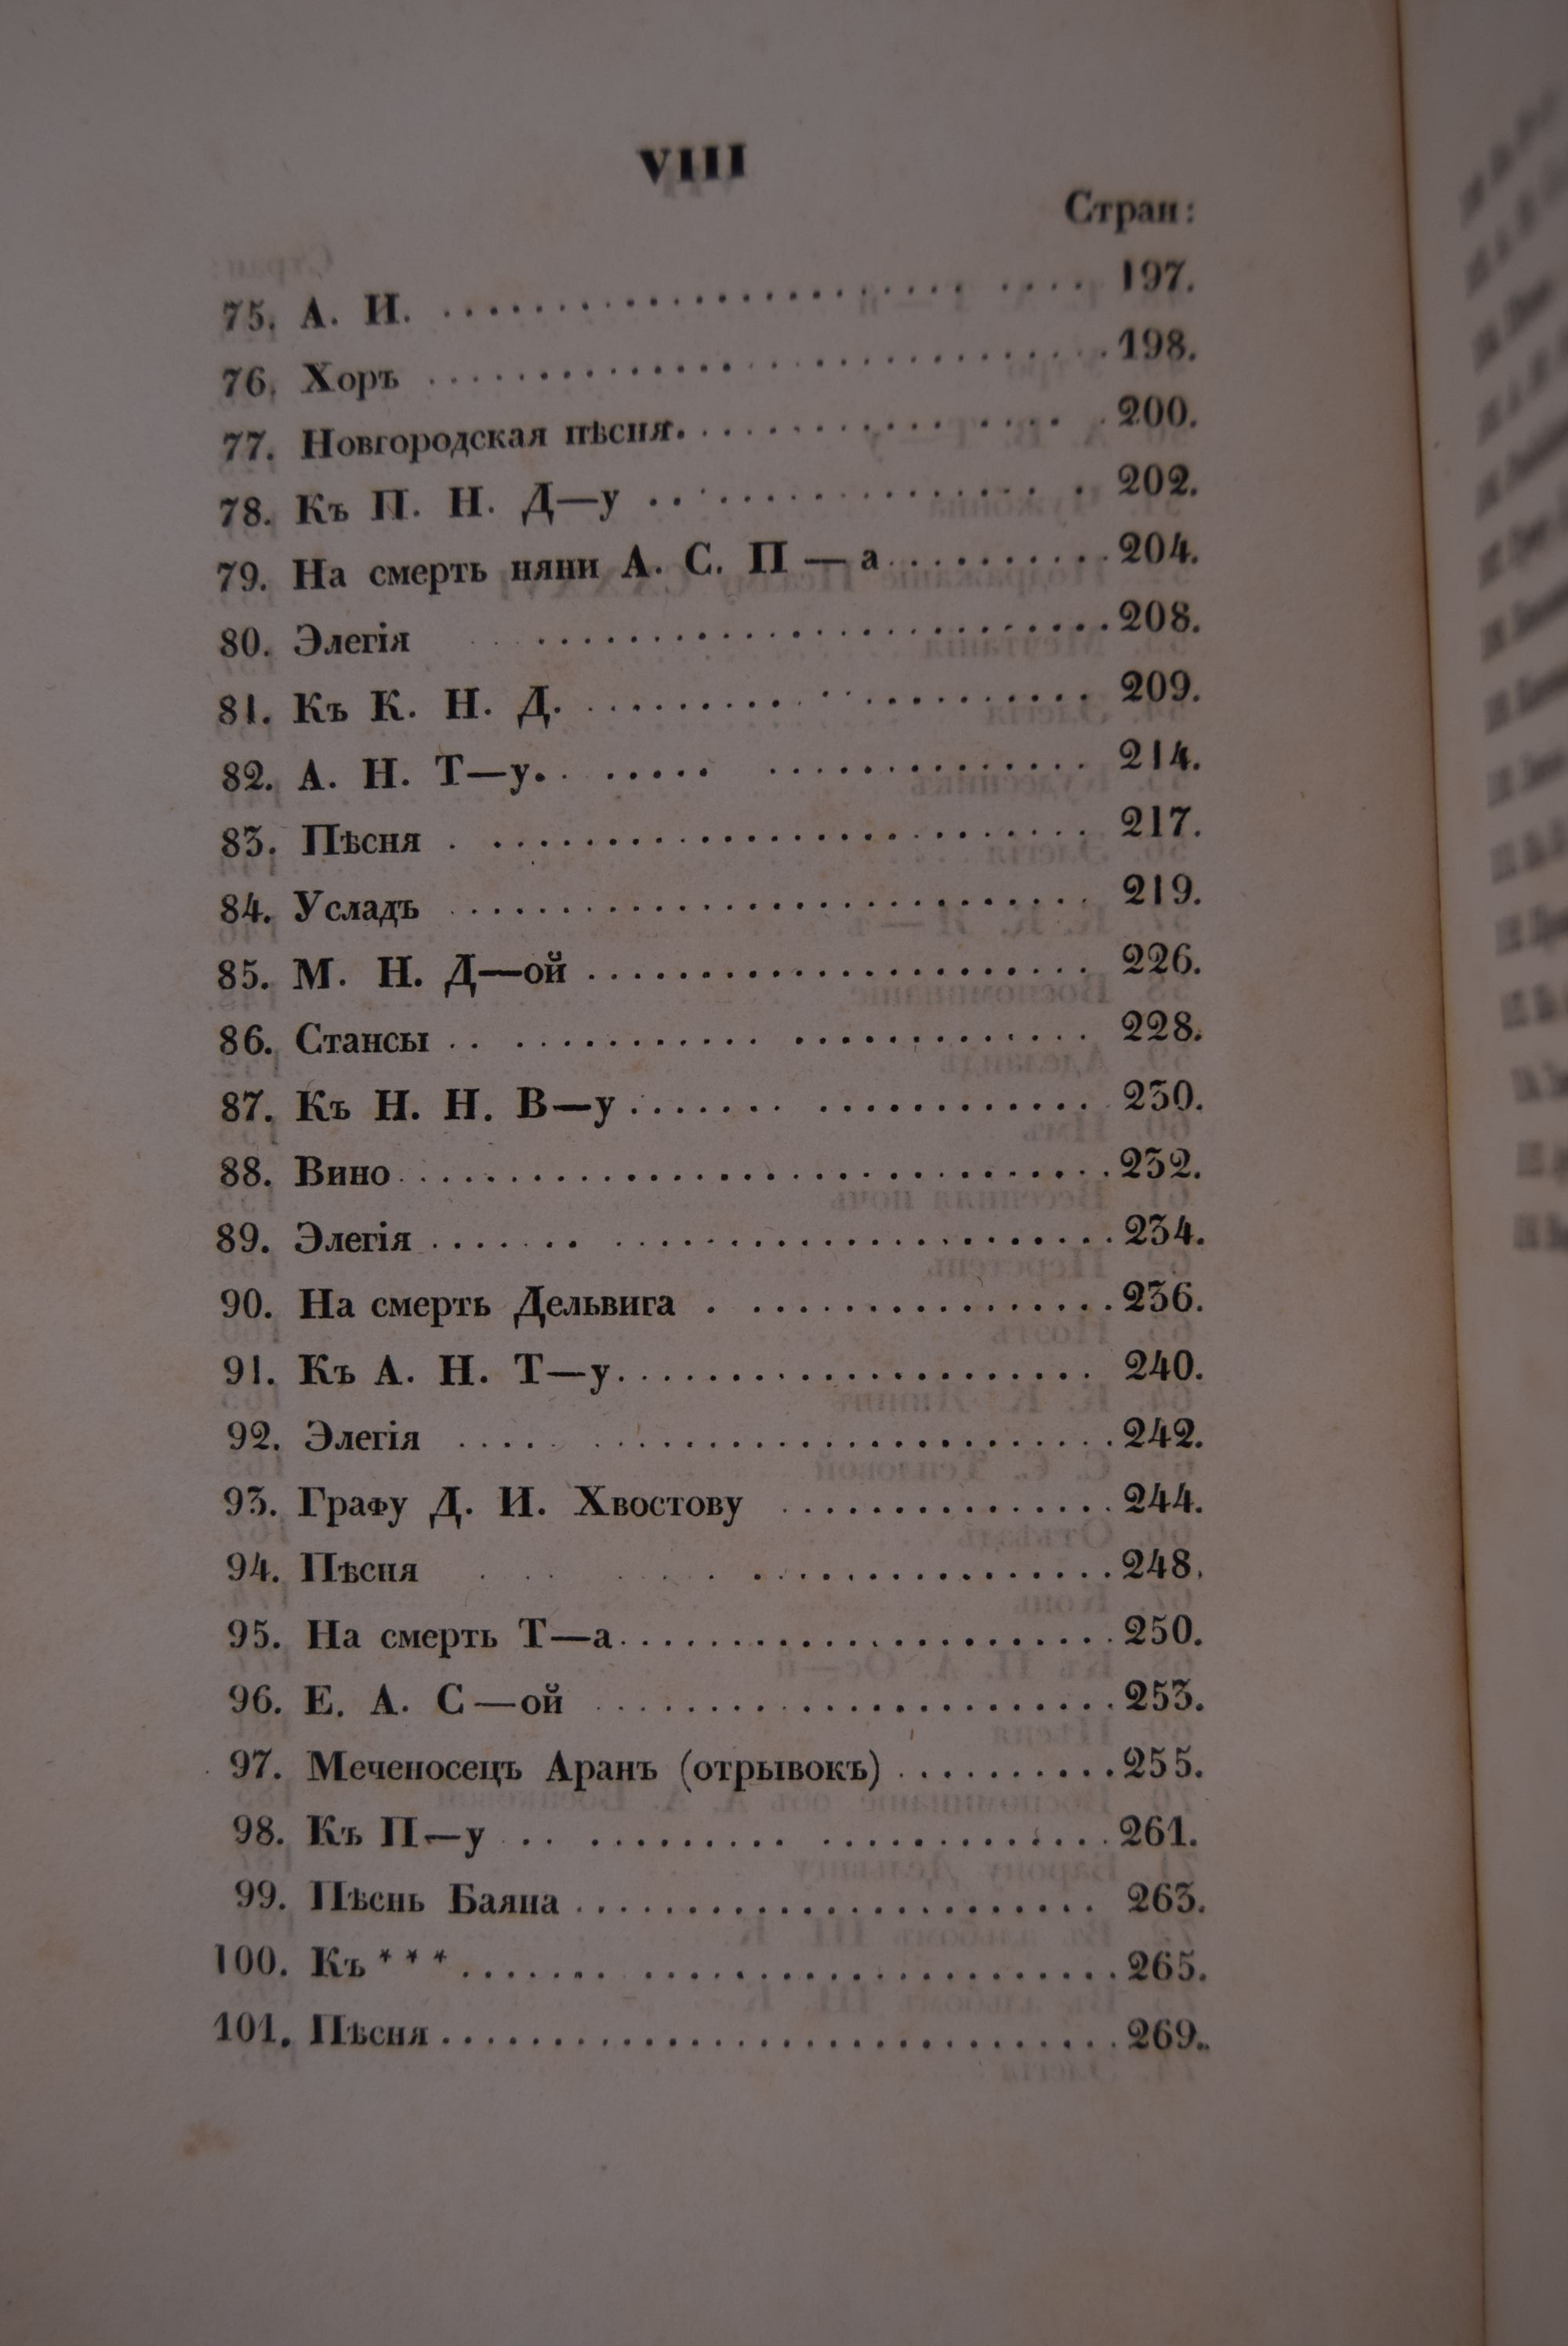 VIII
Стран:
75. А. И. . . . . . . . . . . . . . . . . . . . 197.
76. Хоръ . . . . . . . . . . . . . . . . . . . . 198.
77. Новгородская пѣсня. . . . . . . . . . . . . 200.
78. Къ П. Н. Д—у . . . . . . . . . . . . . . . . 202.
79. На смерть няни А. С. П — а. . . . . . . . . . 204.
80. Элегія . . . . . . . . . . . . . . . . . . . . 208.
81. Къ К. Н. Д. . . . . . . . . . . . . . . . . . 209.
82. А. Н. Т—у. . . . . . . . . . . . . . . . . . 214.
83. Пѣсня . . . . . . . . . . . . . . . . . . . . 217.
84. Усладъ . . . . . . . . . . . . . . . . . . . . 219.
85. М. Н. Д—ой . . . . . . . . . . . . . . . . . 226.
86. Стансы . . . . . . . . . . . . . . . . . . . . 228.
87. Къ Н. Н. В—у . . . . . . . . . . . . . . . . 230.
88. Вино . . . . . . . . . . . . . . . . . . . . . 232.
89. Элегія . . . . . . . . . . . . . . . . . . . . 234.
90. На смерть Дельвига . . . . . . . . . . . . . 236.
91. Къ А. Н. Т—у. . . . . . . . . . . . . . . . . 240.
92. Элегія . . . . . . . . . . . . . . . . . . . . 242.
93. Графу Д. И. Хвостову . . . . . . . . . . . . 244.
94. Пѣсня . . . . . . . . . . . . . . . . . . . . 248.
95. На смерть Т—а. . . . . . . . . . . . . . . . 250.
96. Е. А. С—ой . . . . . . . . . . . . . . . . . 253.
97. Меченосецъ Аранъ (отрывокъ) . . . . . . . . . 255.
98. Къ П—у . . . . . . . . . . . . . . . . . . . 261.
99. Пѣснь Баяна . . . . . . . . . . . . . . . . . 263.
100. Къ * * * . . . . . . . . . . . . . . . . . . 265.
101. Пѣсня . . . . . . . . . . . . . . . . . . . . 269.